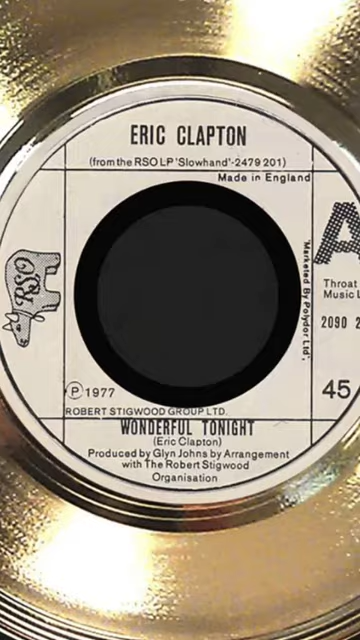 ERIC CLAPTON
(from the RSO LP 'Slowhand'-2479 201)
Made in England
A
RSO
Marketed By Polydor Ltd.
Throat
Music L
2090 2
45
Ⓟ1977
ROBERT STIGWOOD GROUP LTD.
WONDERFUL TONIGHT
(Eric Clapton)
Produced by Glyn Johns by Arrangement
with The Robert Stigwood
Organisation